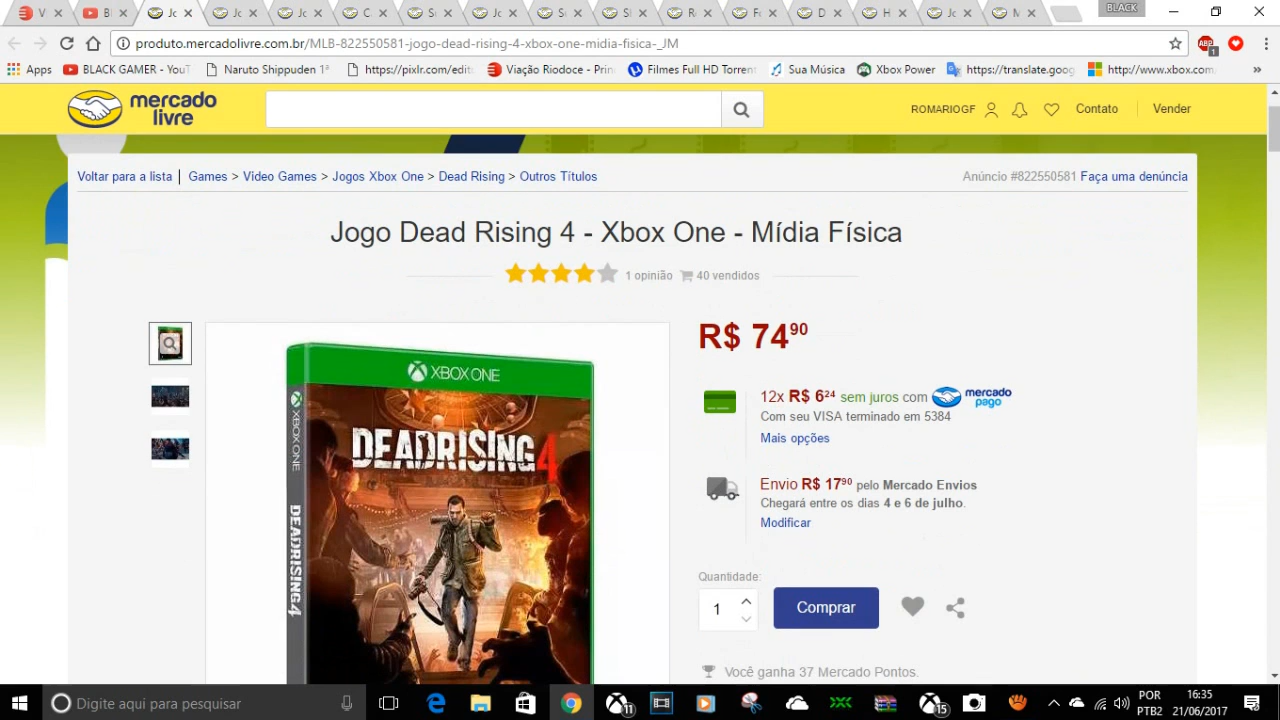 BLACK
produto.mercadolivre.com.br/MLB-822550581-jogo-dead-rising-4-xbox-one-midia-fisica-_JM
ABP
1
Apps BLACK GAMER - YouT Naruto Shippuden 1ª https://pixlr.com/edit Viação Riodoce - Prin Filmes Full HD Torrent Sua Música Xbox Power https://translate.goog http://www.xbox.com
mercado
livre
ROMARIOGF Contato Vender
Voltar para a lista | Games > Video Games > Jogos Xbox One > Dead Rising > Outros Títulos Anúncio #822550581 Faça uma denúncia
Jogo Dead Rising 4 - Xbox One - Mídia Física
1 opinião 40 vendidos
R$ 74 90
XBOX ONE
XBOX ONE
DEADRISING 4
DEADRISING 4
12x R$ 6 24 sem juros com mercado pago
Com seu VISA terminado em 5384
Mais opções
Envio R$ 17 90 pelo Mercado Envios
Chegará entre os dias 4 e 6 de julho.
Modificar
Quantidade:
1 Comprar
Você ganha 37 Mercado Pontos.
Digite aqui para pesquisar
11
15
POR
PTB2
16:35
21/06/2017